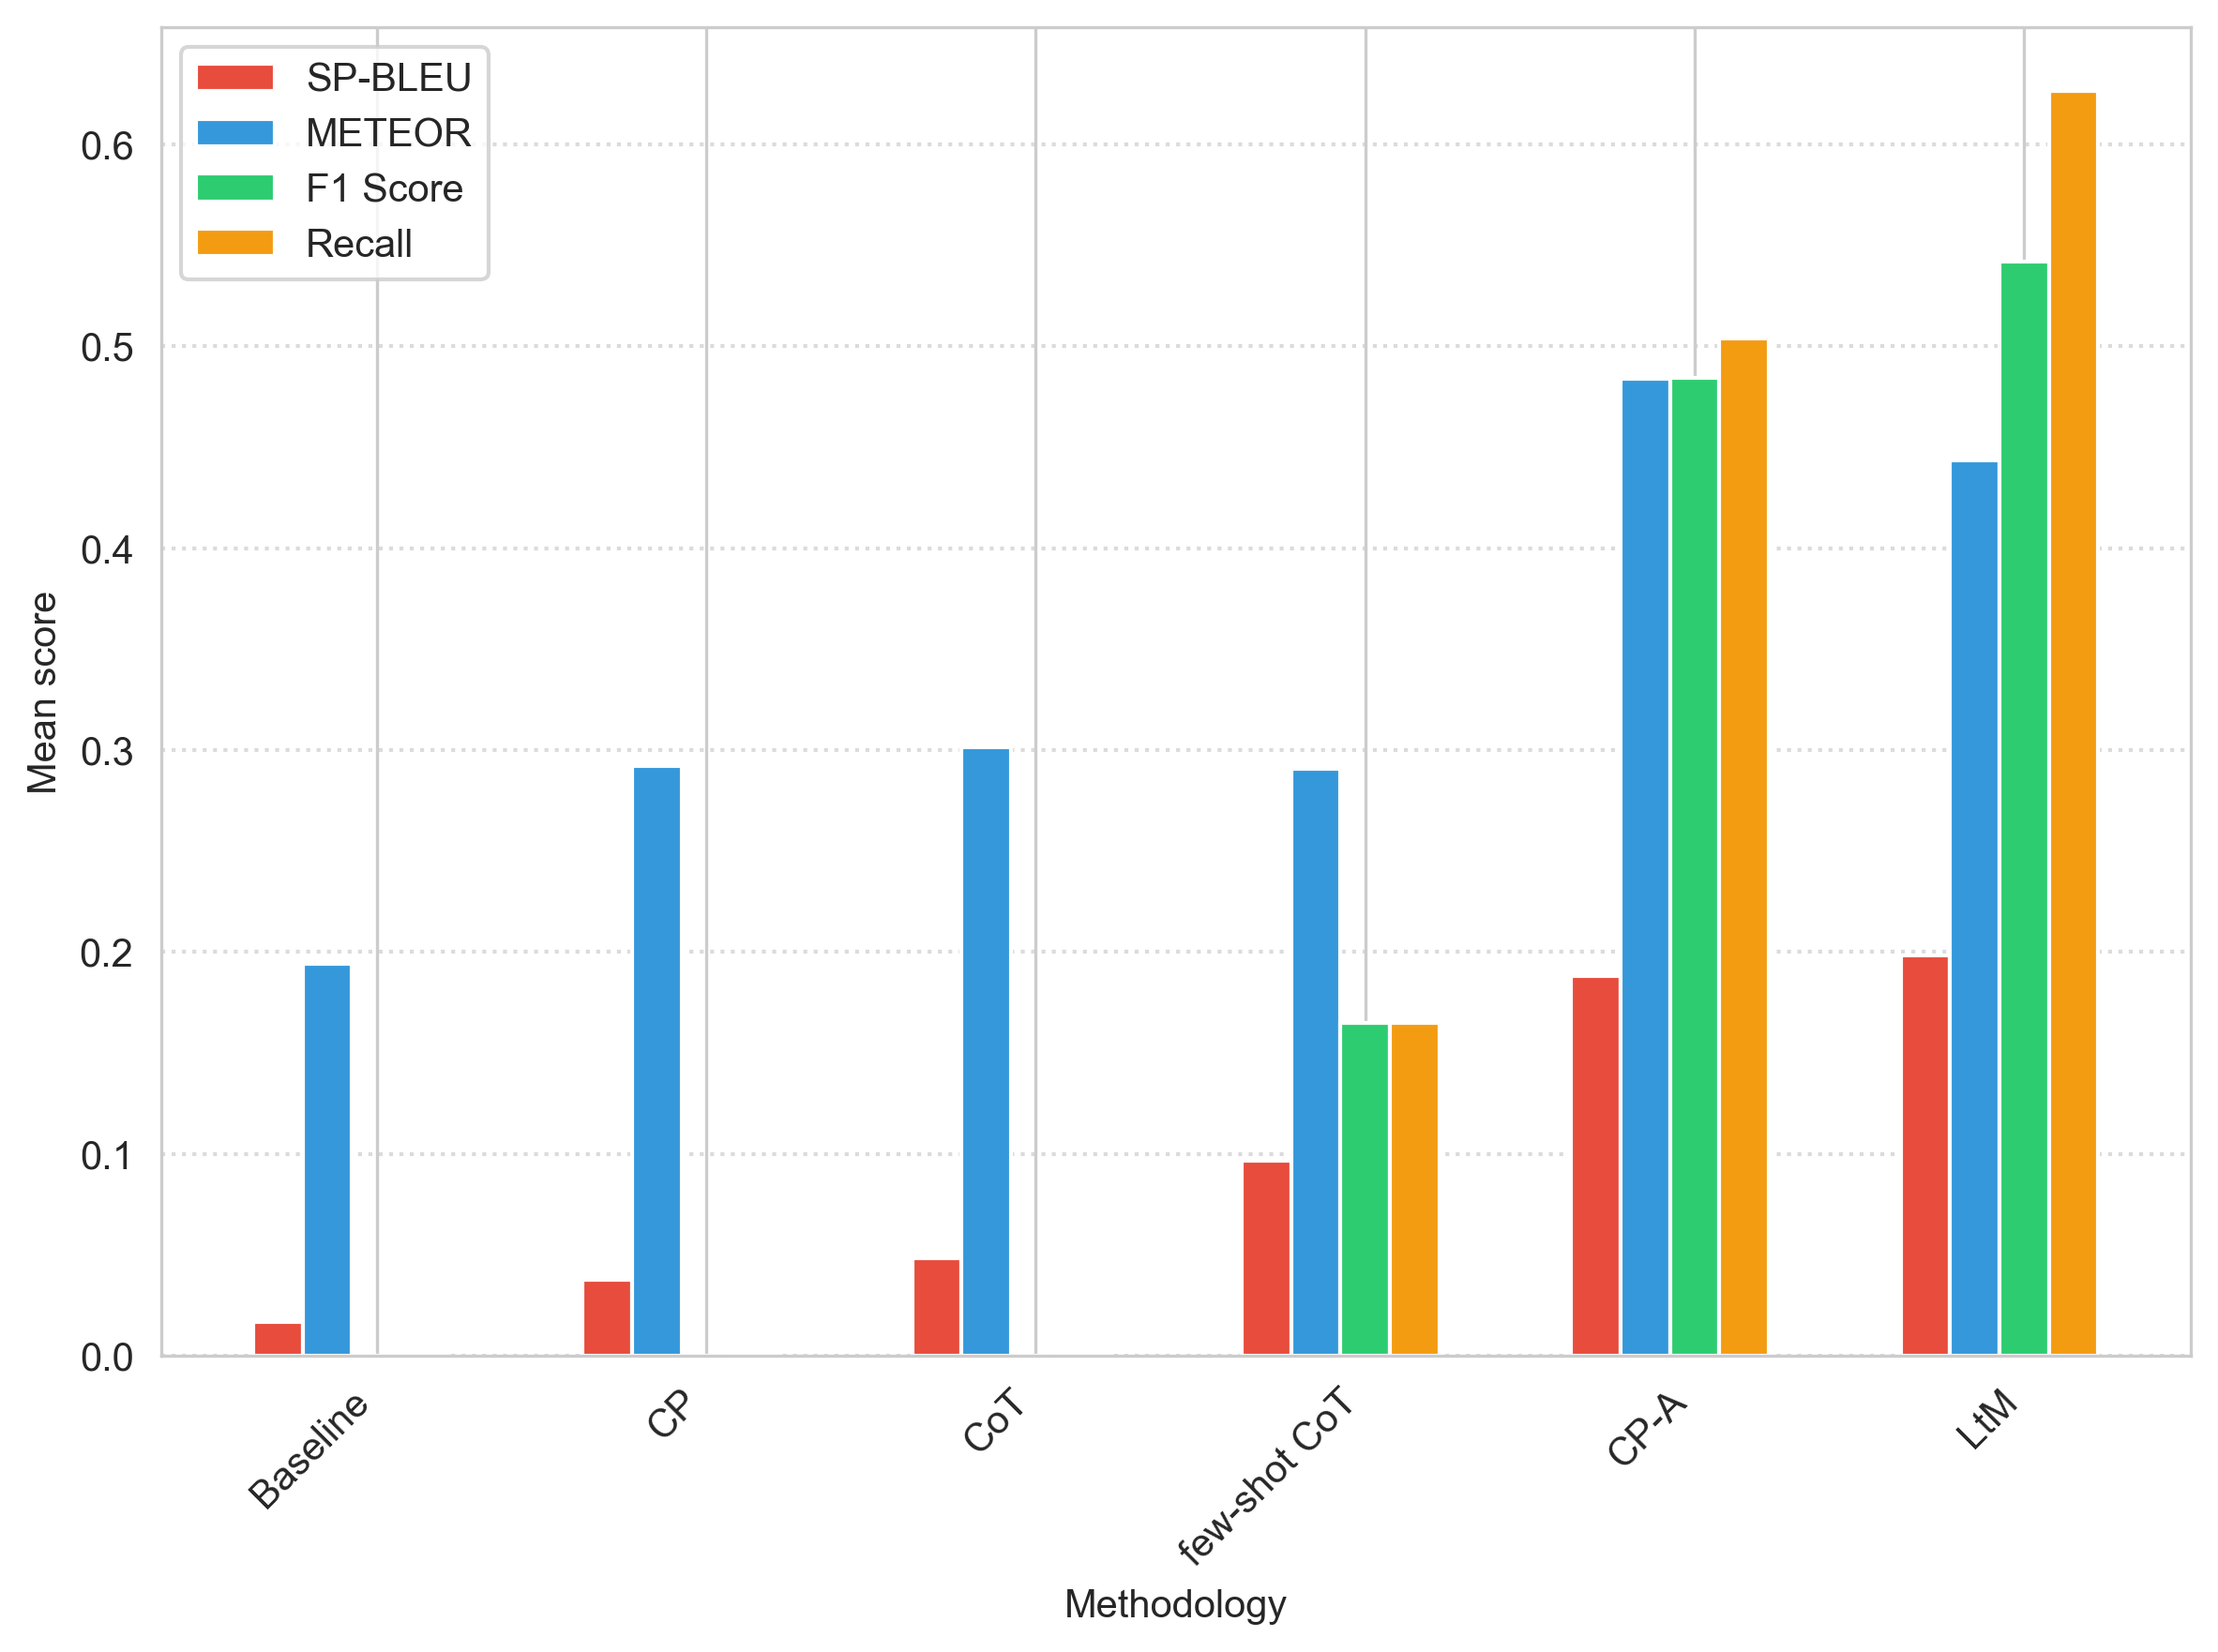 SP-BLEU
METEOR
F1 Score
Recall
Mean score
0.6
0.5
0.4
0.3
0.2
0.1
0.0
Baseline
CP
CoT
few-shot CoT
CP-A
LtM
Methodology